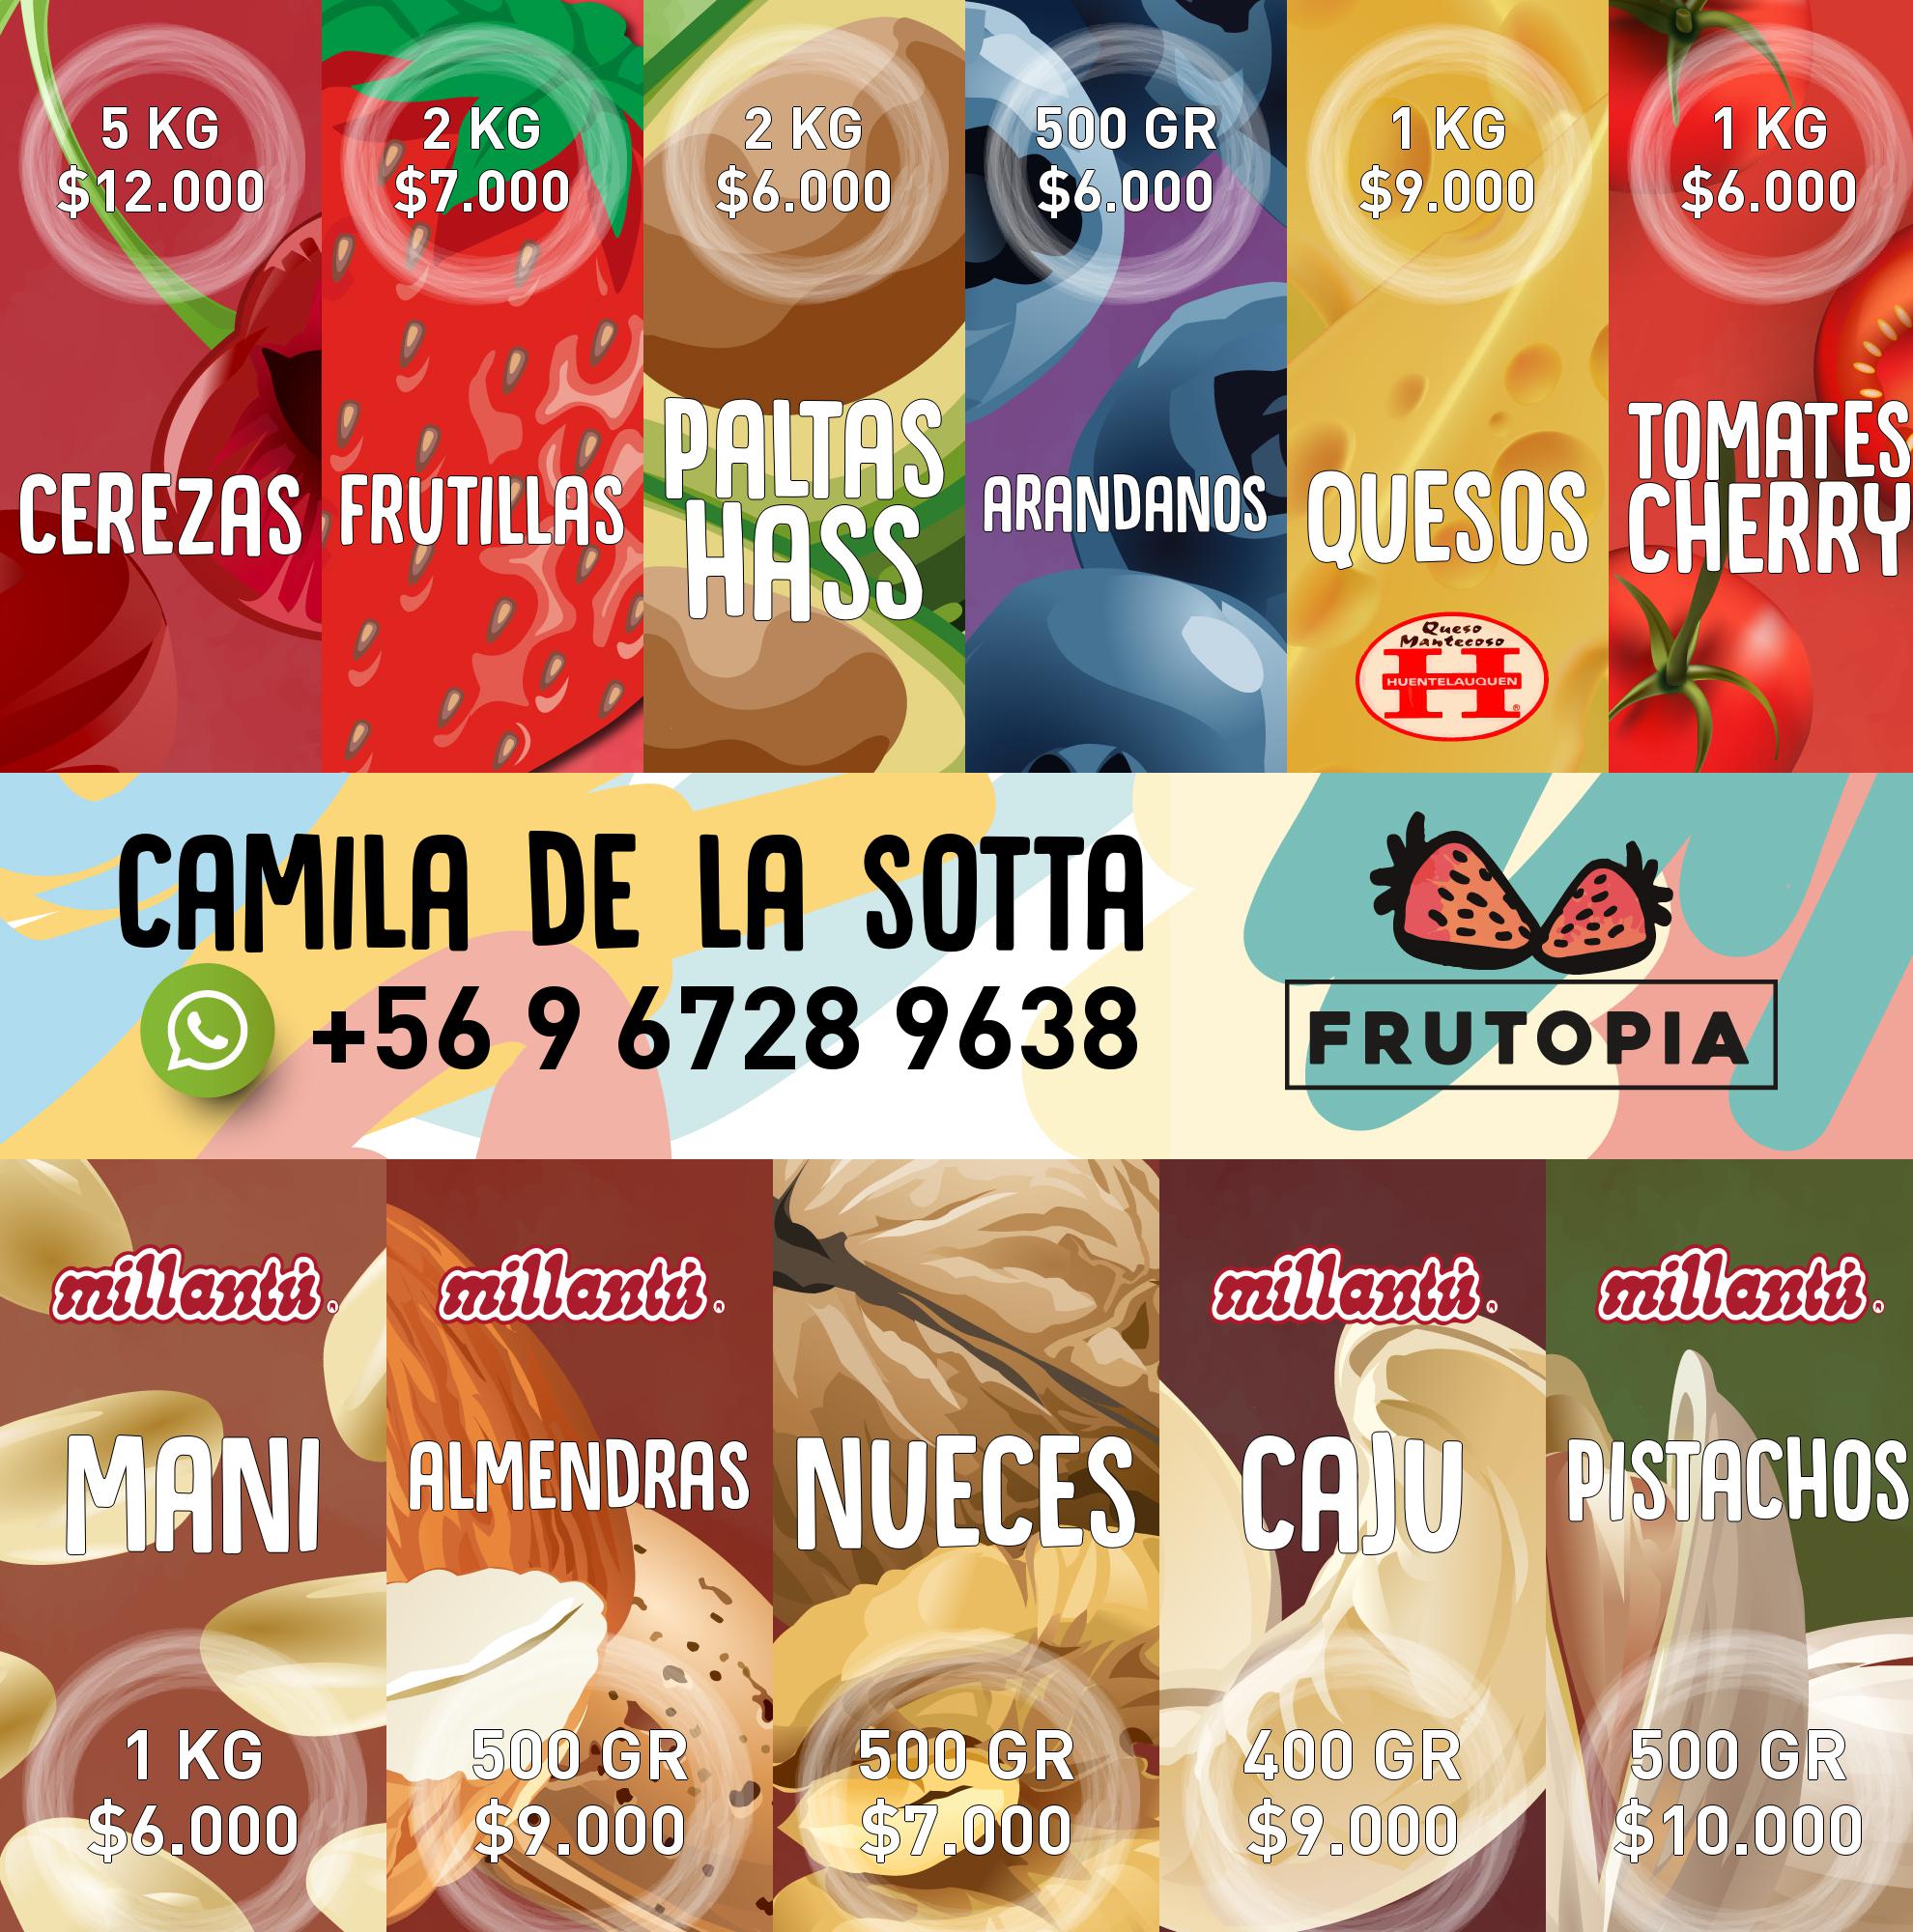 5 KG
$12.000
CEREZAS
2 KG
$7.000
FRUTILLAS
2 KG
$6.000
PALTAS
HASS
500 GR
$6.000
ARANDANOS
1 KG
$9.000
QUESOS
Queso
Mantecoso
H
HUENTELAUQUEN
®
1 KG
$6.000
TOMATES
CHERRY
CAMILA DE LA SOTTA
+56 9 6728 9638
FRUTOPIA
millantú®
MANI
1 KG
$6.000
millantú®
ALMENDRAS
500 GR
$9.000
NUECES
500 GR
$7.000
millantú®
CAJU
400 GR
$9.000
millantú®
PISTACHOS
500 GR
$10.000